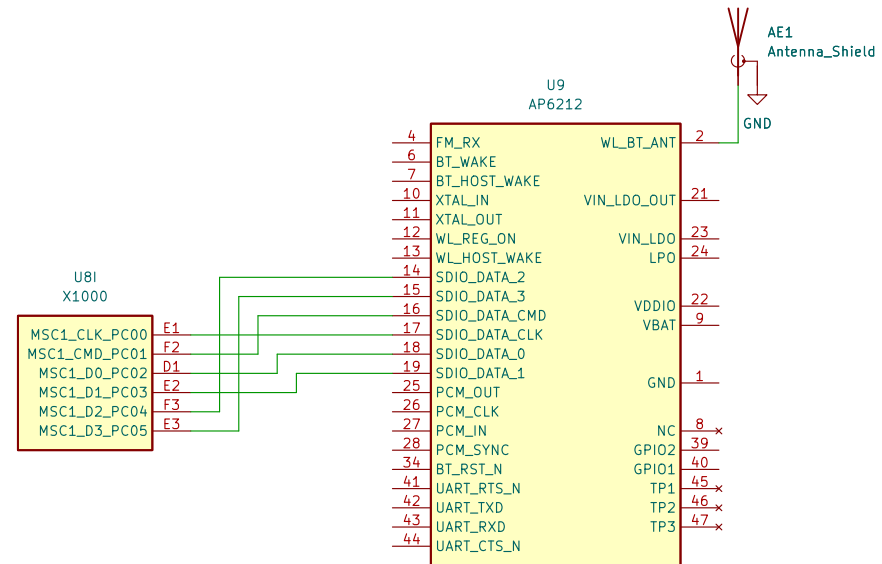 AE1
Antenna_Shield
GND
U9
AP6212
4 FM_RX
6 BT_WAKE
7 BT_HOST_WAKE
10 XTAL_IN
11 XTAL_OUT
12 WL_REG_ON
13 WL_HOST_WAKE
14 SDIO_DATA_2
15 SDIO_DATA_3
16 SDIO_DATA_CMD
17 SDIO_DATA_CLK
18 SDIO_DATA_0
19 SDIO_DATA_1
25 PCM_OUT
26 PCM_CLK
27 PCM_IN
28 PCM_SYNC
34 BT_RST_N
41 UART_RTS_N
42 UART_TXD
43 UART_RXD
44 UART_CTS_N
WL_BT_ANT 2
VIN_LDO_OUT 21
VIN_LDO 23
LPO 24
VDDIO 22
VBAT 9
GND 1
NC 8
GPIO2 39
GPIO1 40
TP1 45
TP2 46
TP3 47
U8I
X1000
MSC1_CLK_PC00 E1
MSC1_CMD_PC01 F2
MSC1_D0_PC02 D1
MSC1_D1_PC03 E2
MSC1_D2_PC04 F3
MSC1_D3_PC05 E3